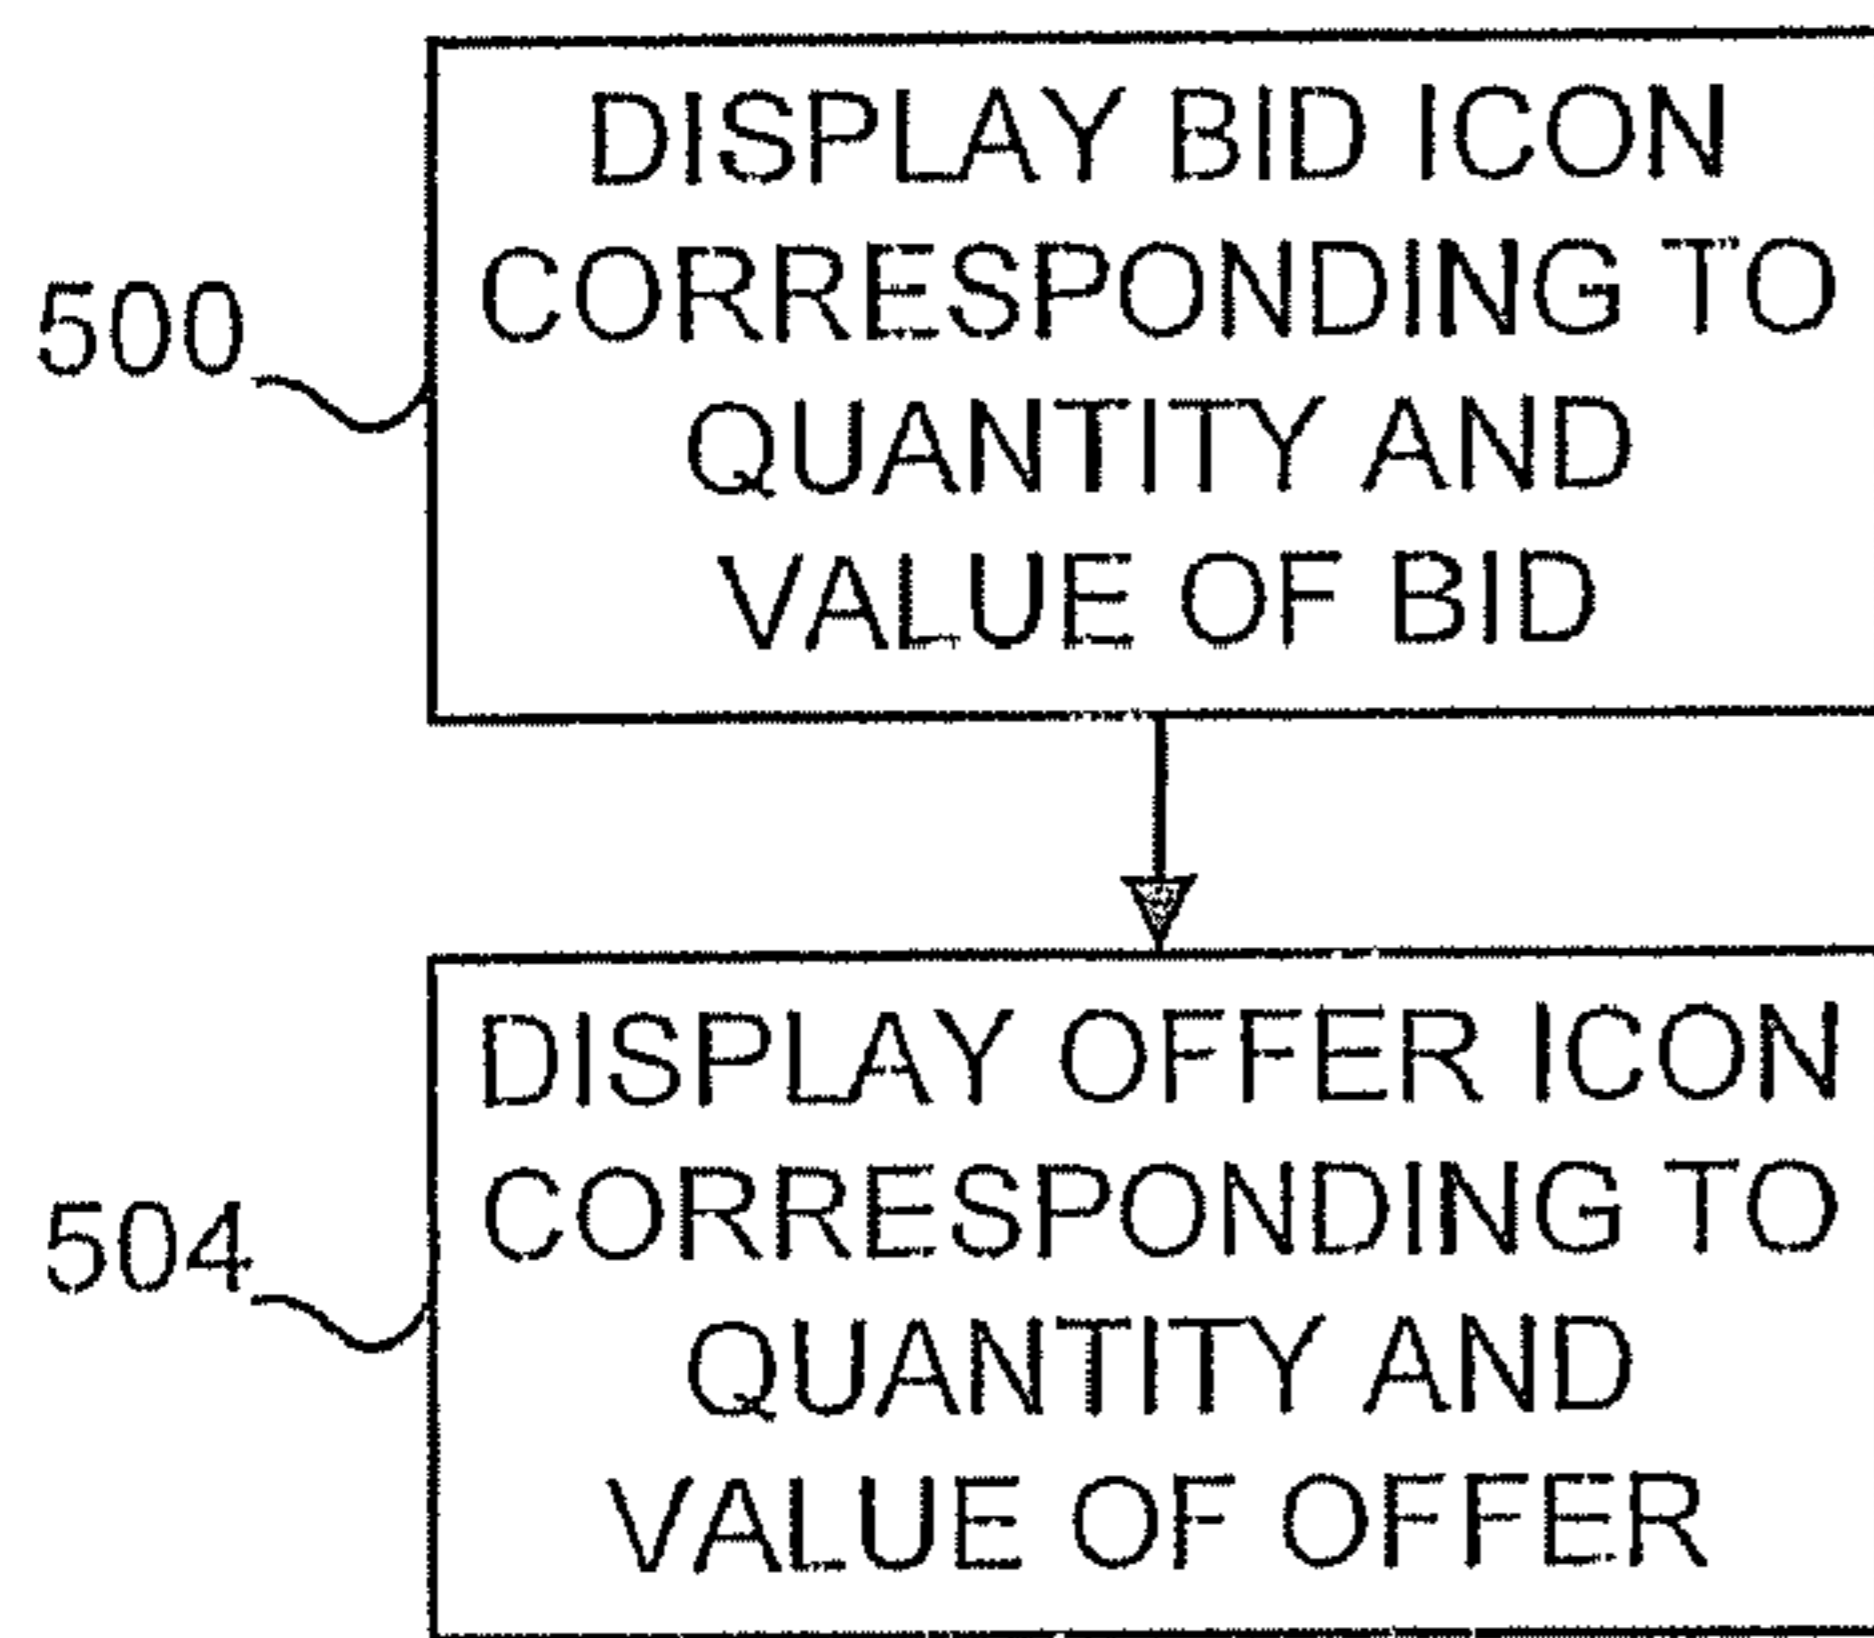 DISPLAY BID ICON
CORRESPONDING TO
500
QUANTITY AND
VALUE OF BID
DISPLAY OFFER ICON
CORRESPONDING TO
504
QUANTITY AND
VALUE OF OFFER